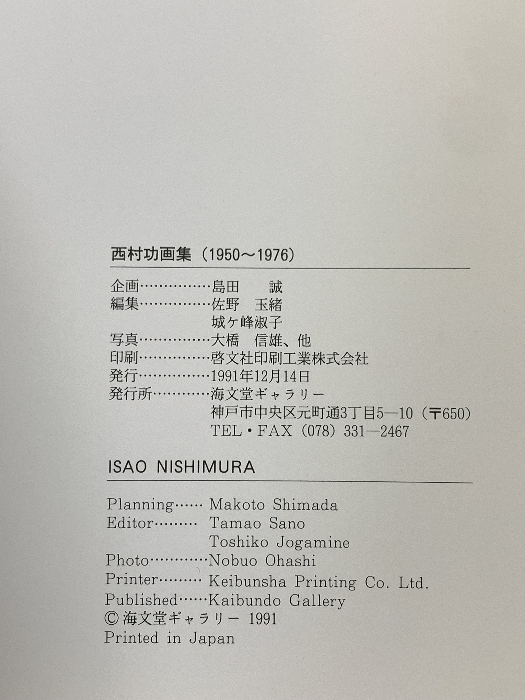 西村功画集（1950〜1976）
企画……………島田　誠
編集……………佐野　玉緒
城ケ峰淑子
写真……………大橋　信雄、他
印刷……………啓文社印刷工業株式会社
発行……………1991年12月14日
発行所…………海文堂ギャラリー
神戸市中央区元町通3丁目5—10（〒650）
TEL・FAX（078）331—2467
ISAO NISHIMURA
Planning…… Makoto Shimada
Editor……… Tamao Sano
Toshiko Jogamine
Photo…………Nobuo Ohashi
Printer……… Keibunsha Printing Co. Ltd.
Published……Kaibundo Gallery
©海文堂ギャラリー 1991
Printed in Japan